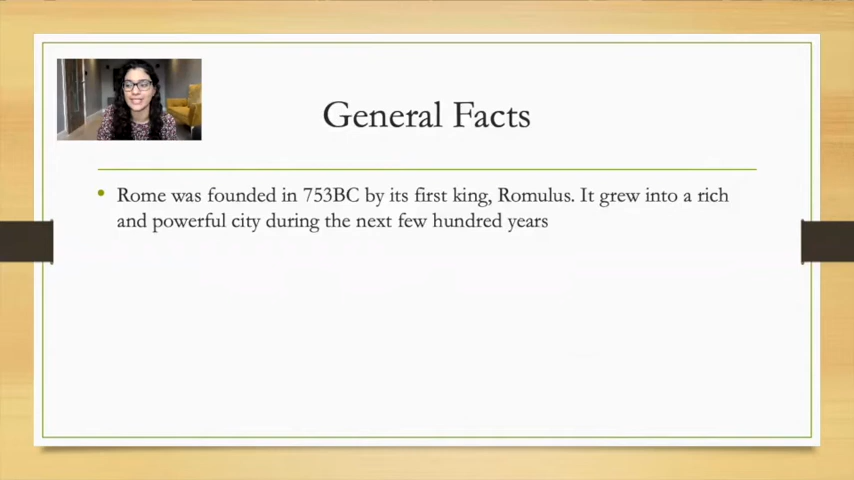 General Facts
• Rome was founded in 753BC by its first king, Romulus. It grew into a rich
and powerful city during the next few hundred years